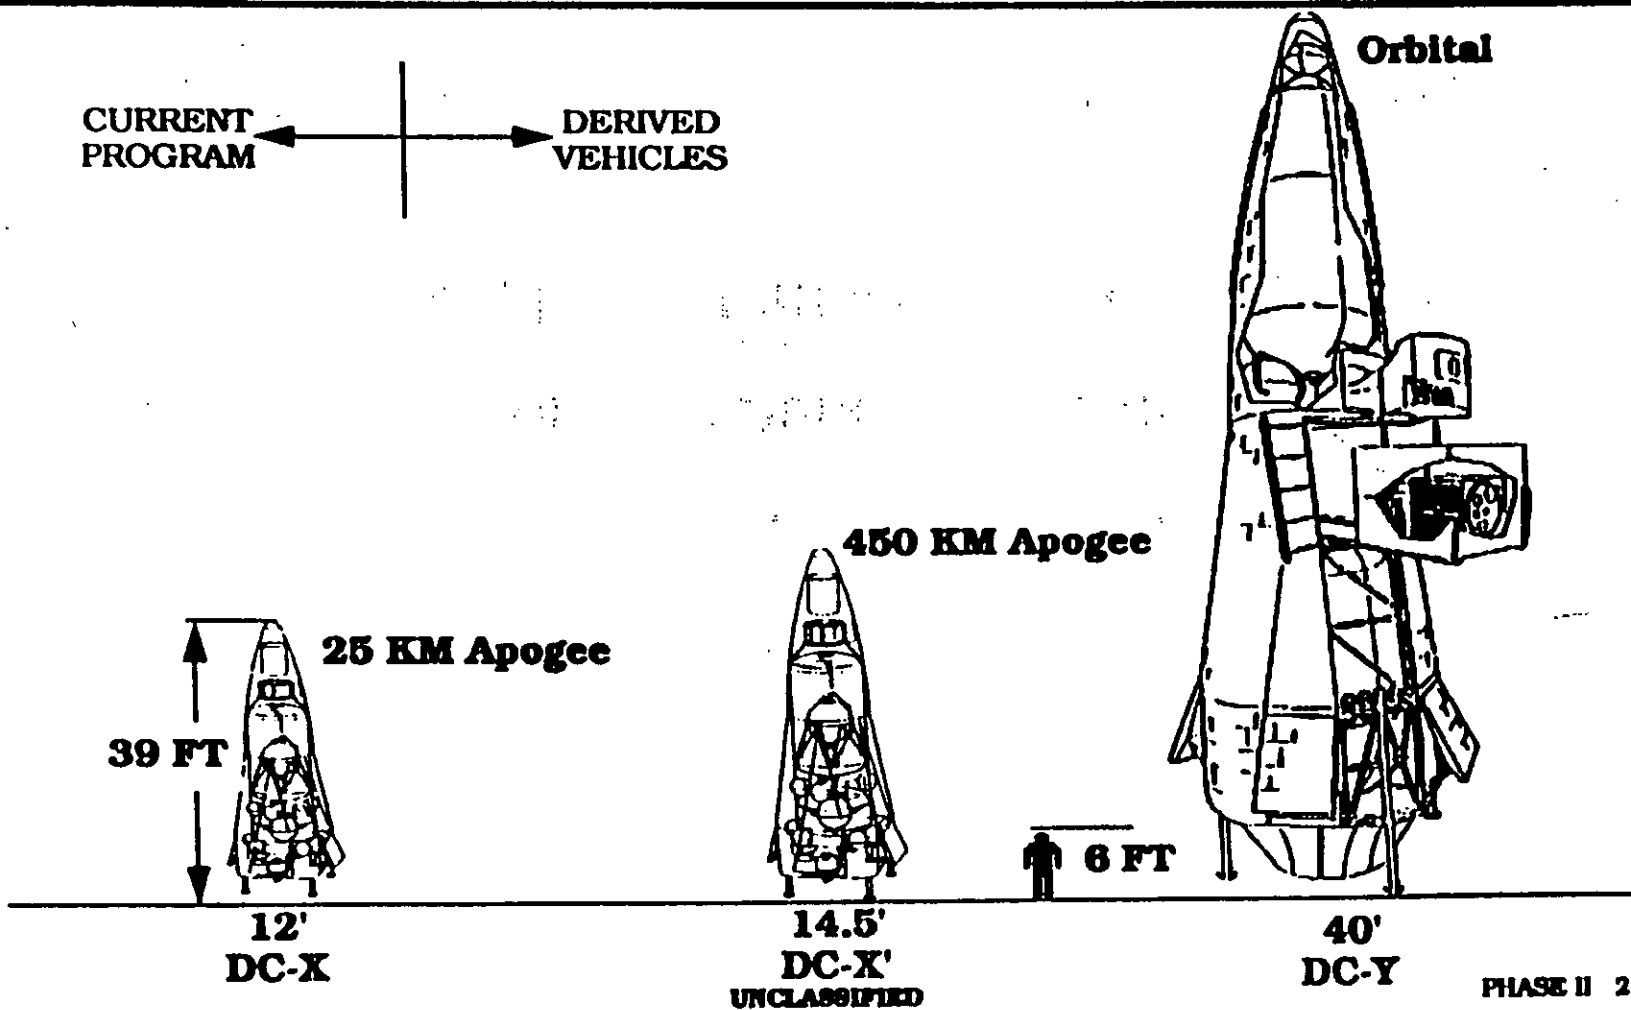 Orbital
CURRENT
PROGRAM
DERIVED
VEHICLES
450 KM Apogee
25 KM Apogee
39 FT
6 FT
12'
DC-X
14.5'
DC-X'
UNCLASSIFIED
40'
DC-Y
PHASE II 2